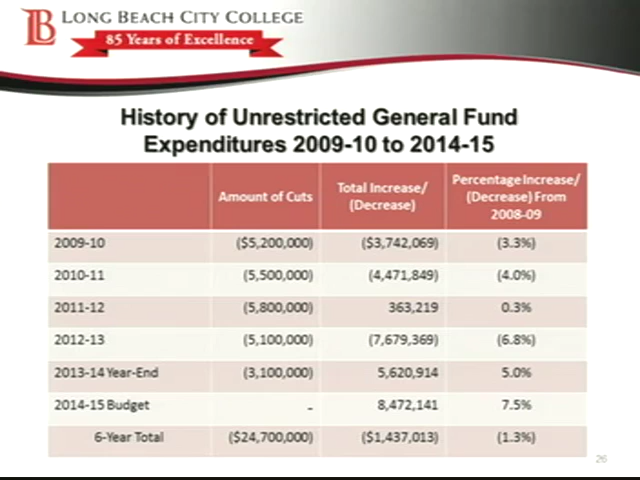 LONG BEACH CITY COLLEGE
85 Years of Excellence
History of Unrestricted General Fund
Expenditures 2009-10 to 2014-15
Amount of Cuts Total Increase/ (Decrease) Percentage Increase/ (Decrease) From 2008-09
2009-10 ($5,200,000) ($3,742,069) (3.3%)
2010-11 (5,500,000) (4,471,849) (4.0%)
2011-12 (5,800,000) 363,219 0.3%
2012-13 (5,100,000) (7,679,369) (6.8%)
2013-14 Year-End (3,100,000) 5,620,914 5.0%
2014-15 Budget - 8,472,141 7.5%
6-Year Total ($24,700,000) ($1,437,013) (1.3%)
26